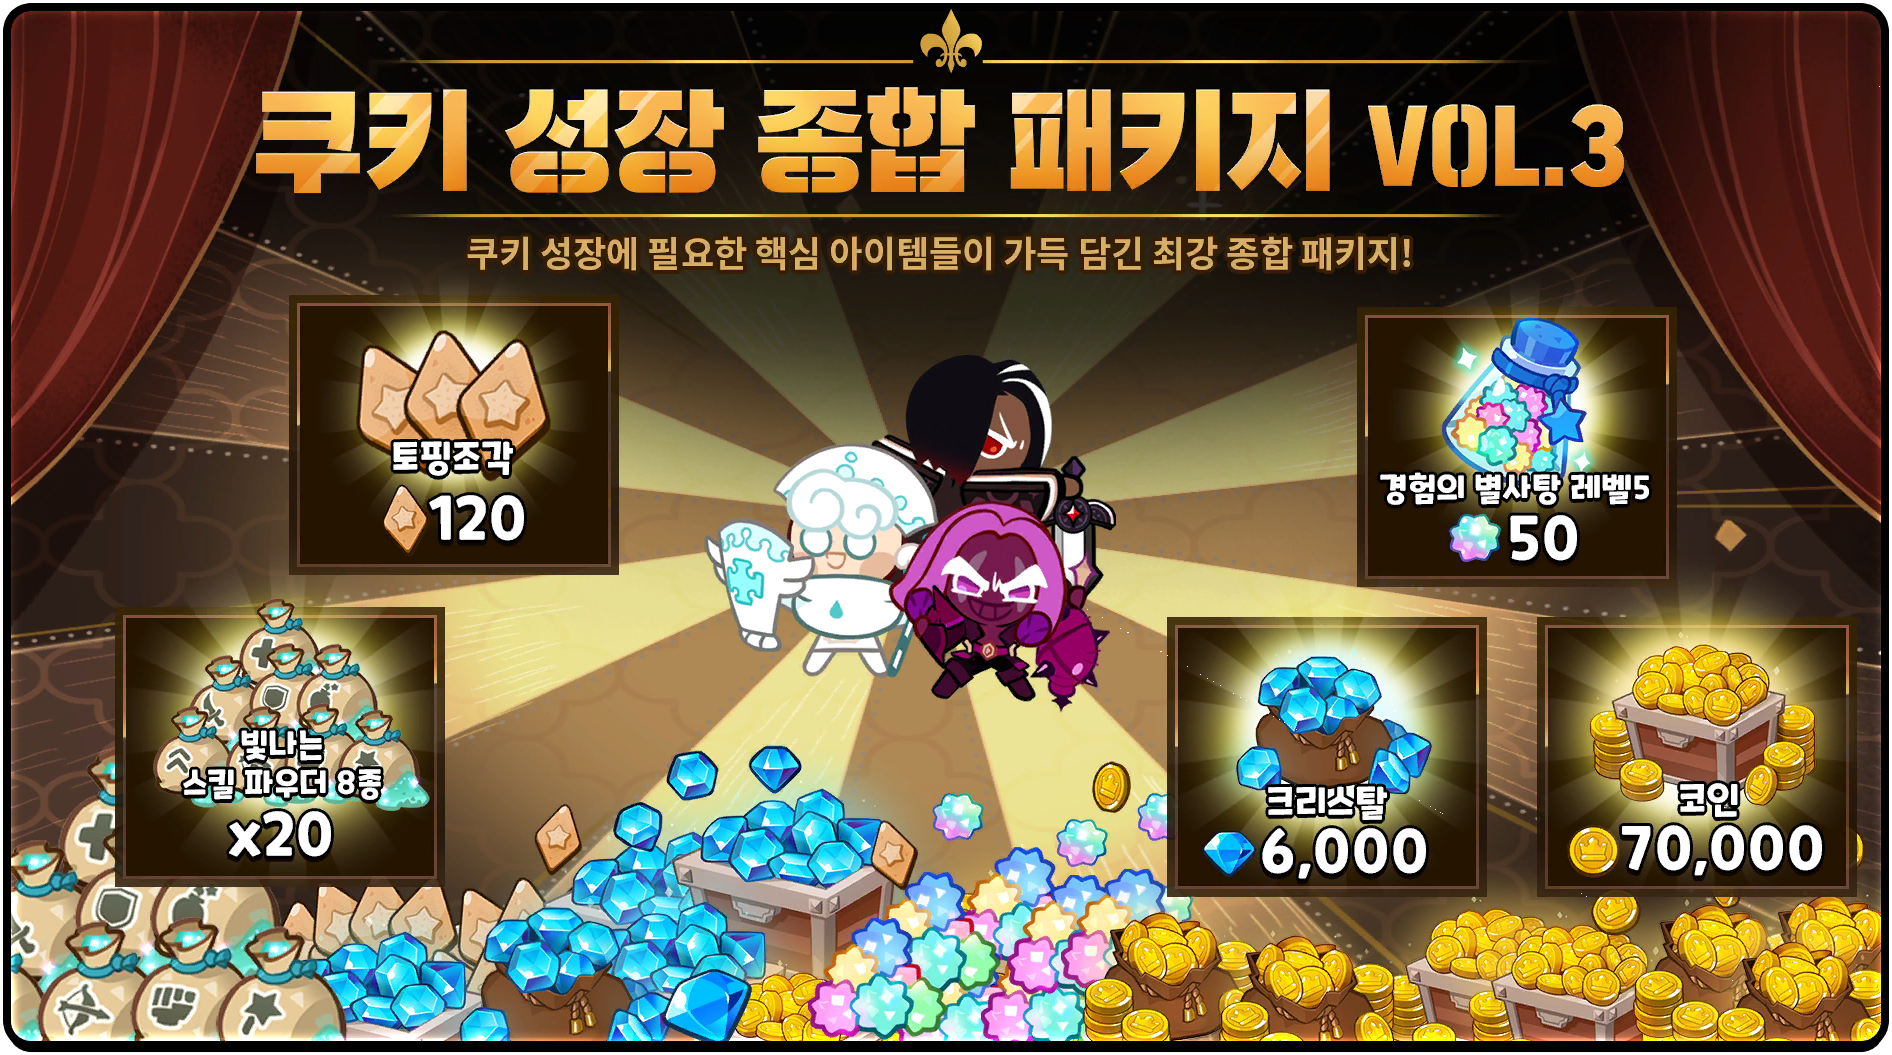 쿠키 성장 종합 패키지 VOL.3
쿠키 성장에 필요한 핵심 아이템들이 가득 담긴 최강 종합 패키지!
토핑조각
120
경험의 별사탕 레벨5
50
빛나는
스킬 파우더 8종
x20
크리스탈
6,000
코인
70,000